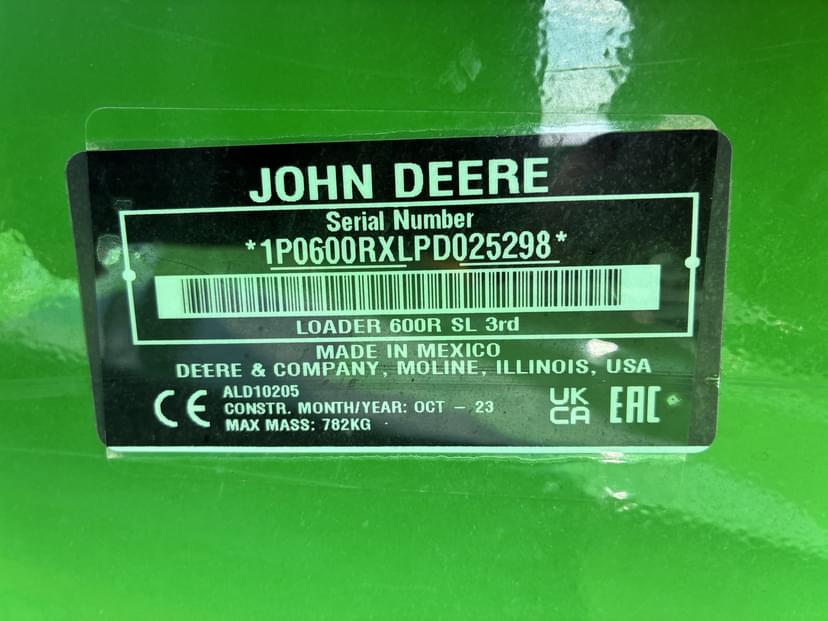 JOHN DEERE
Serial Number
*1P0600RXLPD025298*
LOADER 600R SL 3rd
MADE IN MEXICO
DEERE & COMPANY, MOLINE, ILLINOIS, USA
CE
ALD10205
CONSTR. MONTH/YEAR: OCT - 23
MAX MASS: 782KG
UK
CA
EAC